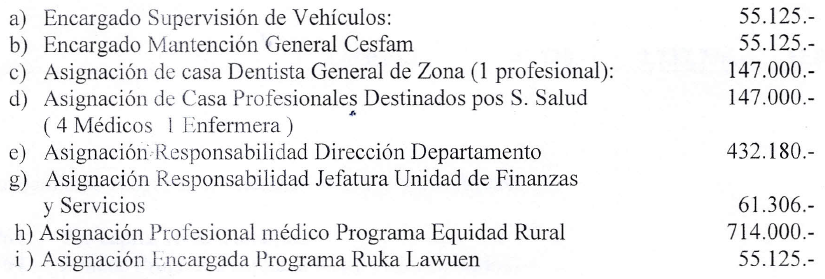 a) Encargado Supervisión de Vehículos: 55.125.-
b) Encargado Mantención General Cesfam 55.125.-
c) Asignación de casa Dentista General de Zona (1 profesional): 147.000.-
d) Asignación de Casa Profesionales Destinados pos S. Salud 147.000.-
( 4 Médicos 1 Enfermera )
e) Asignación Responsabilidad Dirección Departamento 432.180.-
g) Asignación Responsabilidad Jefatura Unidad de Finanzas
y Servicios 61.306.-
h) Asignación Profesional médico Programa Equidad Rural 714.000.-
i ) Asignación Encargada Programa Ruka Lawuen 55.125.-